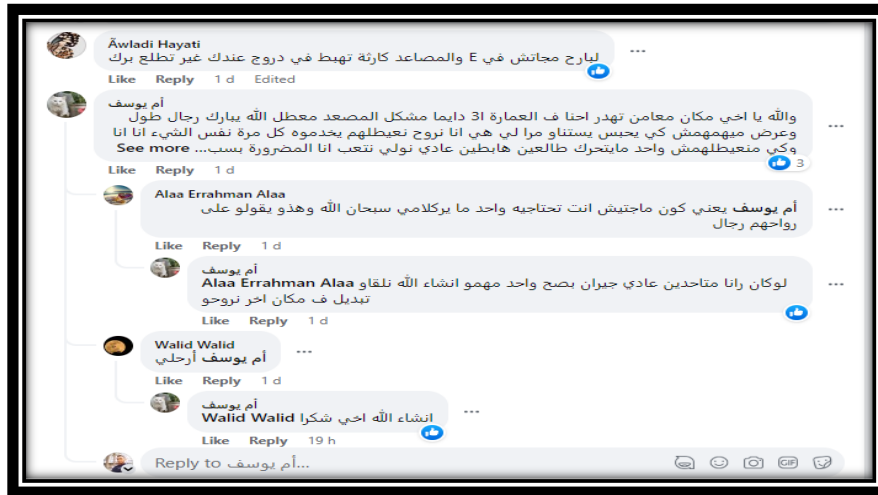 Äwladi Hayati
ليارح مجاتش في E والمصاعد كارثة تهبط في دروج عندك غير تطلع برك
Like Reply 1 d Edited
أم يوسف
والله يا اخي مكان معامن تهدر احنا ف العمارة I3 دايما مشكل المصعد معطل الله يبارك رجال طول
وعرض ميهمهمش كي يحبس يستناو مرا لي هي انا نروح نعيطلهم يخدموه كل مرة نفس الشيء انا انا
وكي منعيطلهمش واحد مايتحرك طالعين هابطين عادي نولي نتعب انا المضرورة بسب... See more
3
Like Reply 1 d
Alaa Errahman Alaa
أم يوسف يعني كون ماجتيش انت تحتاجيه واحد ما يركلامي سبحان الله وهذو يقولو على
رواحهم رجال
Like Reply 1 d
أم يوسف
Alaa Errahman Alaa لوكان رانا متاحدين عادي جيران بصح واحد مهمو انشاء الله نلقاو
تبديل ف مكان اخر نروحو
Like Reply 1 d
Walid Walid
أم يوسف أرحلي
Like Reply 1 d
أم يوسف
Walid Walid انشاء الله اخي شكرا
Like Reply 19 h
Reply to أم يوسف...
GIF